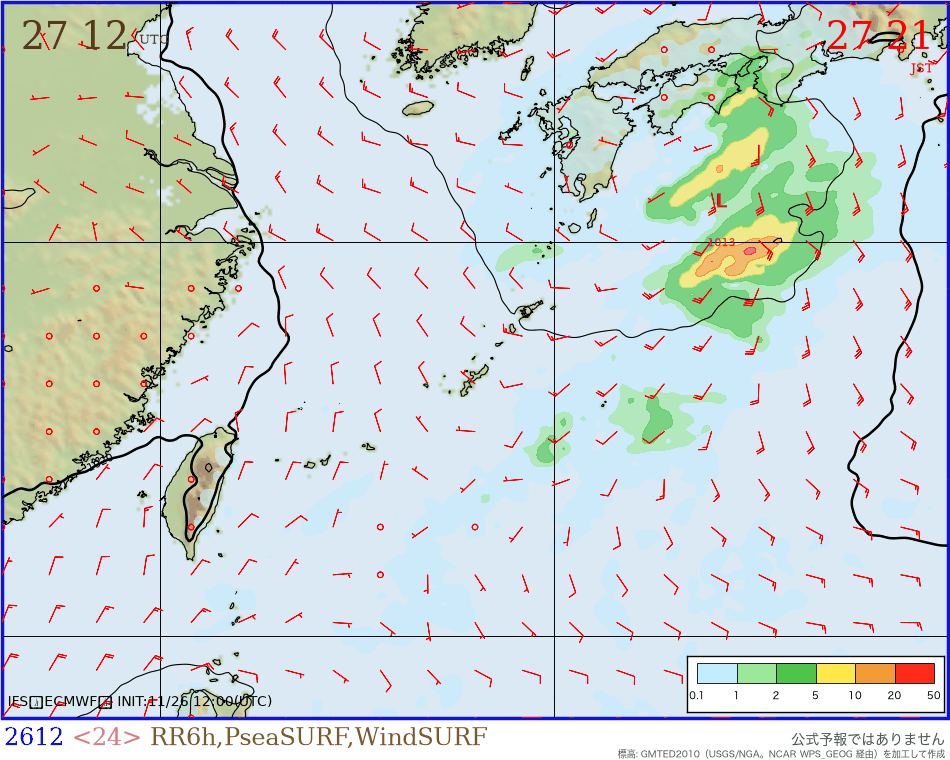 27 12 (UTC)
27 21
JST
L
1013
IFS ECMWF INIT:11/26 12:00(UTC)
0.1 1 2 5 10 20 50
2612 <24> RR6h,PseaSURF,WindSURF
公式予報ではありません
標高: GMTED2010（USGS/NGA。NCAR WPS_GEOG 経由）を加工して作成